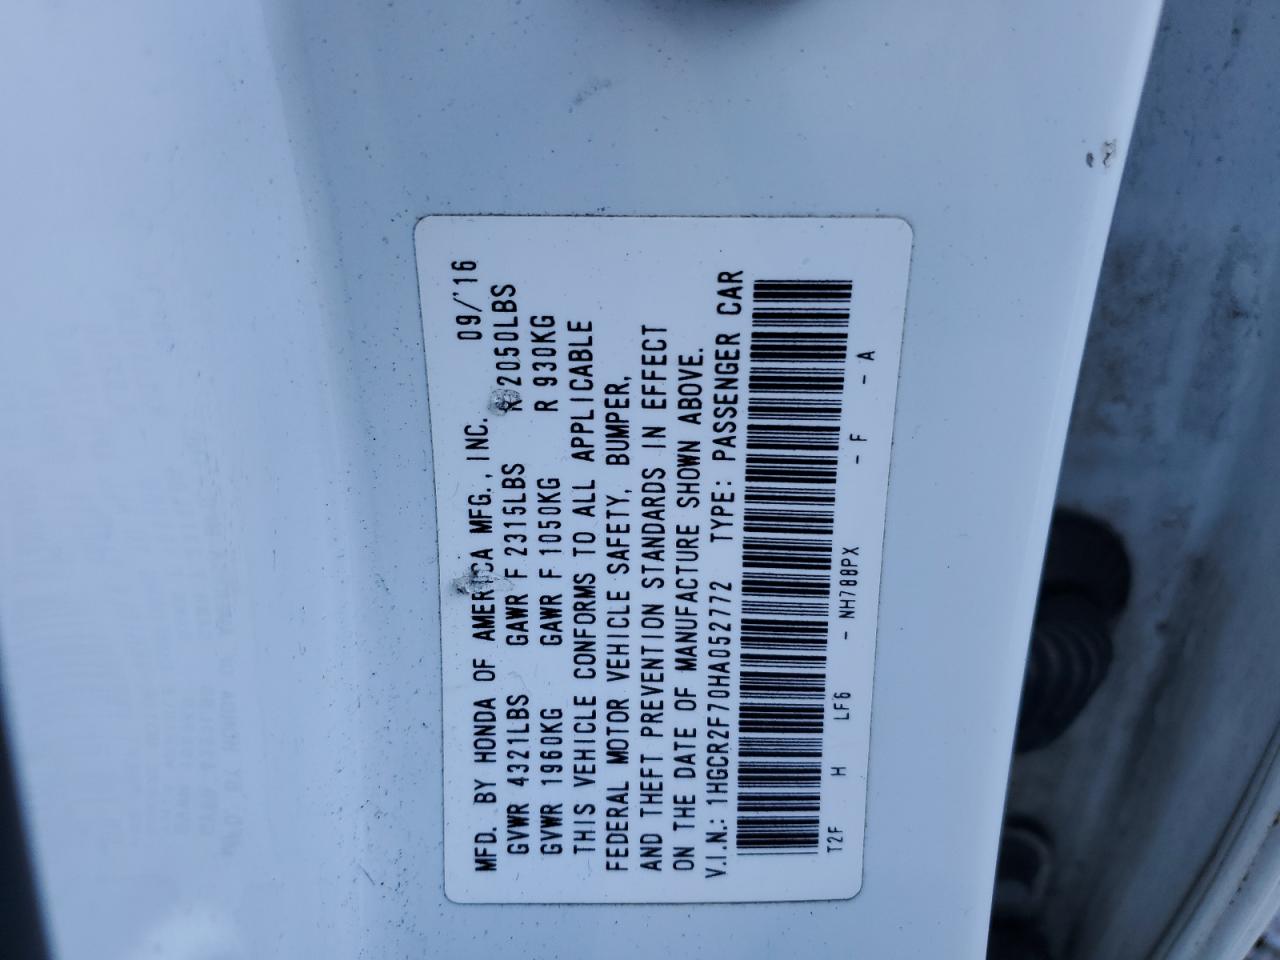 MFD. BY HONDA OF AMERICA MFG., INC. 09/'16
GVWR 4321LBS GAWR F 2315LBS R 2050LBS
GVWR 1960KG GAWR F 1050KG R 930KG
THIS VEHICLE CONFORMS TO ALL APPLICABLE
FEDERAL MOTOR VEHICLE SAFETY, BUMPER,
AND THEFT PREVENTION STANDARDS IN EFFECT
ON THE DATE OF MANUFACTURE SHOWN ABOVE.
V.I.N.: 1HGCR2F70HA052772 TYPE: PASSENGER CAR
T2F H LF6 - NH788PX - F - A